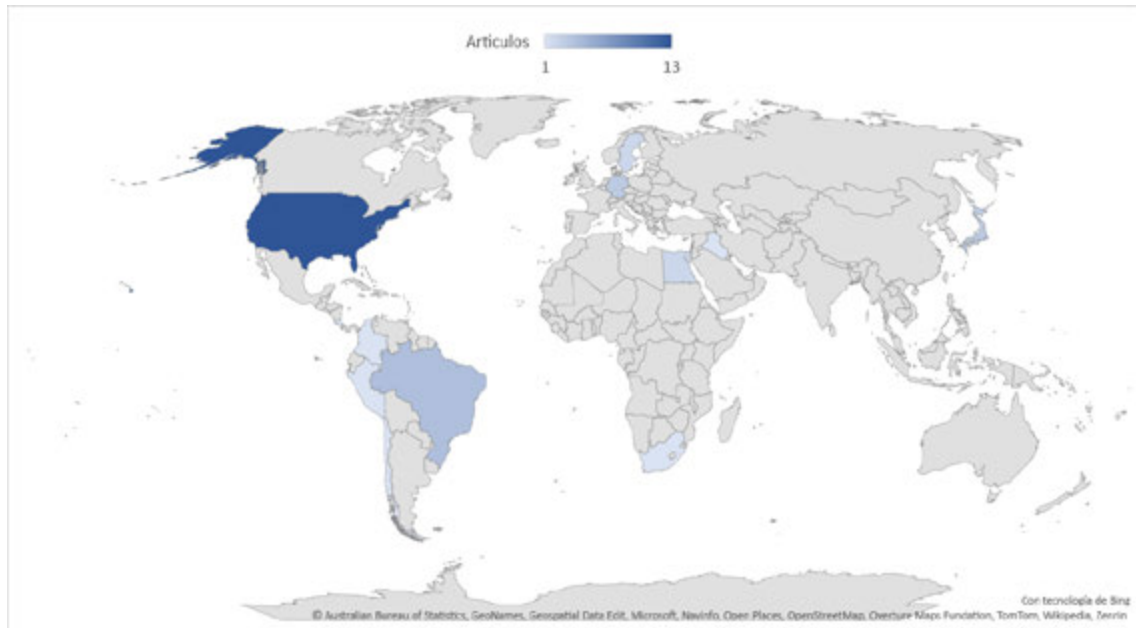 Articulos
1 13
Con tecnología de Bing
© Australian Bureau of Statistics, GeoNames, Geospatial Data Edit, Microsoft, Navinfo, Open Places, OpenStreetMap, Overture Maps Fundation, TomTom, Wikipedia, Zenrin